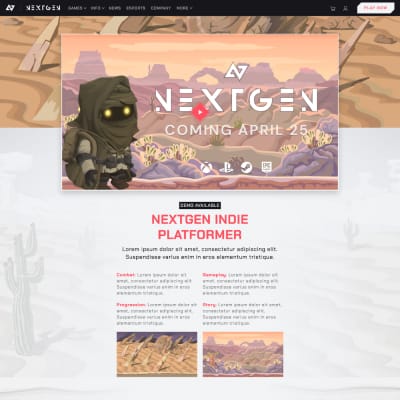 NEXTGEN GAMES INFO NEWS ESPORTS COMPANY MORE PLAY NOW
NEXTGEN
COMING APRIL 25
DEMO AVAILABLE
NEXTGEN INDIE
PLATFORMER
Lorem ipsum dolor sit amet, consectetur adipiscing elit.
Suspendisse varius enim in eros elementum tristique.
Combat: Lorem ipsum dolor sit
amet, consectetur adipiscing elit.
Suspendisse varius enim in eros
elementum tristique.
Gameplay: Lorem ipsum dolor sit
amet, consectetur adipiscing elit.
Suspendisse varius enim in eros
elementum tristique.
Progression: Lorem ipsum dolor sit
amet, consectetur adipiscing elit.
Suspendisse varius enim in eros
elementum tristique.
Story: Lorem ipsum dolor sit amet,
consectetur adipiscing elit.
Suspendisse varius enim in eros
elementum tristique.